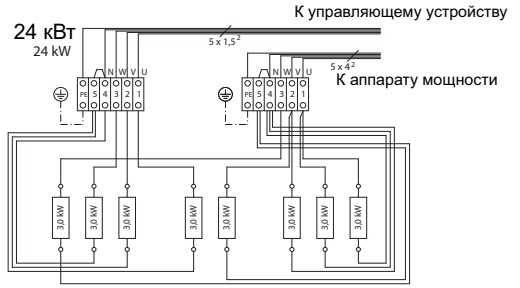 К управляющему устройству
24 кВт
24 kW
5 x 1,5²
N W V U
5 x 4²
К аппарату мощности
PE 5 4 3 2 1
PE 5 4 3 2 1
3,0 kW 3,0 kW 3,0 kW 3,0 kW 3,0 kW 3,0 kW 3,0 kW 3,0 kW
N W V U